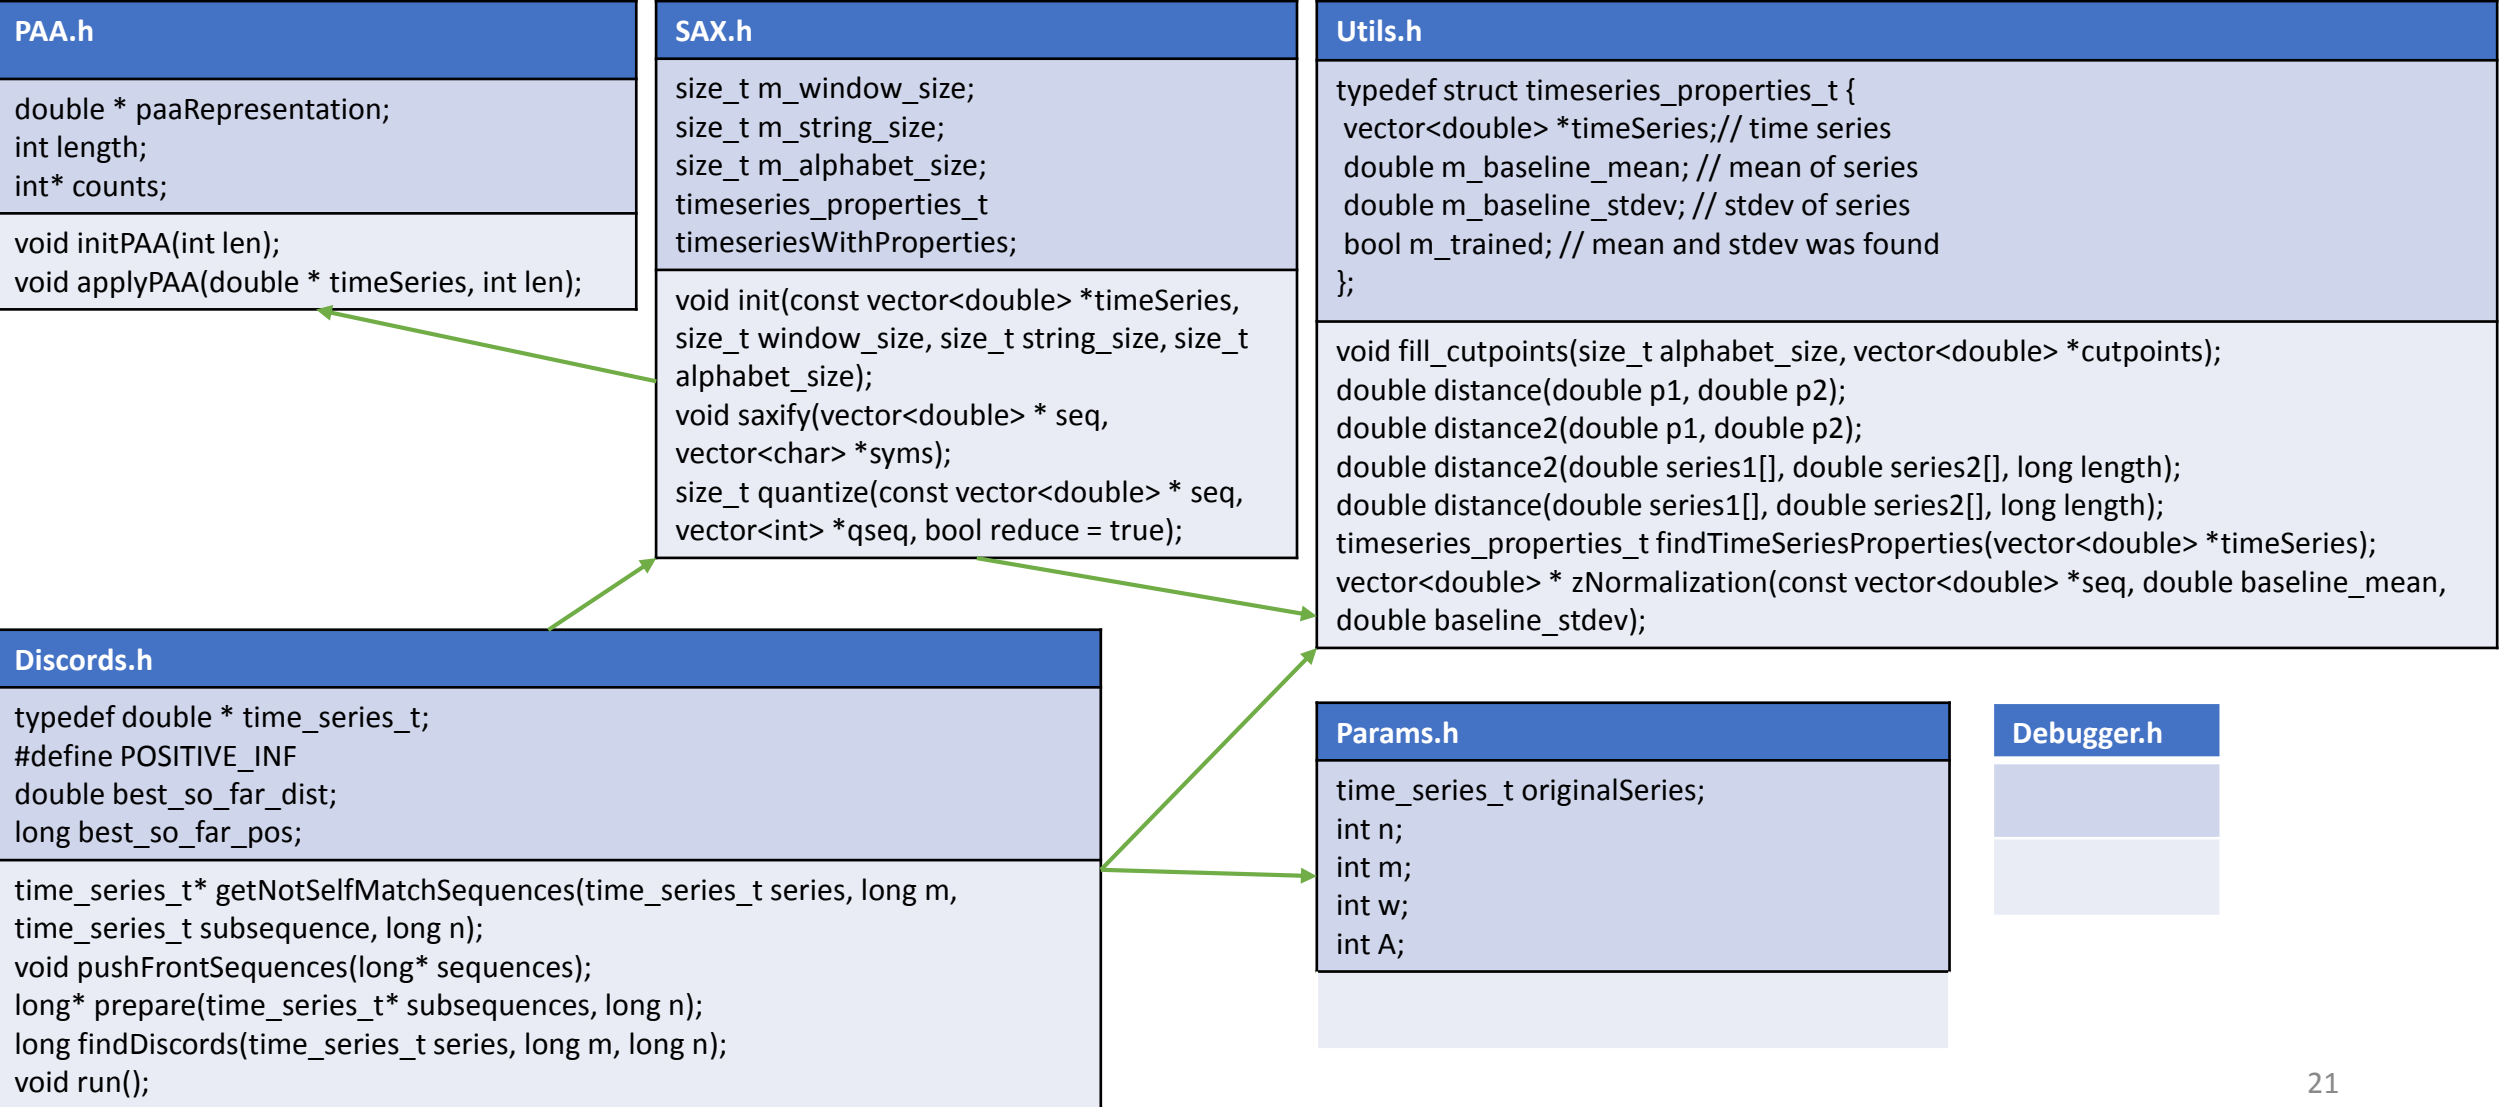 PAA.h
double * paaRepresentation;
int length;
int* counts;
void initPAA(int len);
void applyPAA(double * timeSeries, int len);
SAX.h
size_t m_window_size;
size_t m_string_size;
size_t m_alphabet_size;
timeseries_properties_t
timeseriesWithProperties;
void init(const vector<double> *timeSeries,
size_t window_size, size_t string_size, size_t
alphabet_size);
void saxify(vector<double> * seq,
vector<char> *syms);
size_t quantize(const vector<double> * seq,
vector<int> *qseq, bool reduce = true);
Utils.h
typedef struct timeseries_properties_t {
vector<double> *timeSeries;// time series
double m_baseline_mean; // mean of series
double m_baseline_stdev; // stdev of series
bool m_trained; // mean and stdev was found
};
void fill_cutpoints(size_t alphabet_size, vector<double> *cutpoints);
double distance(double p1, double p2);
double distance2(double p1, double p2);
double distance2(double series1[], double series2[], long length);
double distance(double series1[], double series2[], long length);
timeseries_properties_t findTimeSeriesProperties(vector<double> *timeSeries);
vector<double> * zNormalization(const vector<double> *seq, double baseline_mean,
double baseline_stdev);
Discords.h
typedef double * time_series_t;
#define POSITIVE_INF
double best_so_far_dist;
long best_so_far_pos;
time_series_t* getNotSelfMatchSequences(time_series_t series, long m,
time_series_t subsequence, long n);
void pushFrontSequences(long* sequences);
long* prepare(time_series_t* subsequences, long n);
long findDiscords(time_series_t series, long m, long n);
void run();
Params.h
time_series_t originalSeries;
int n;
int m;
int w;
int A;
Debugger.h
21